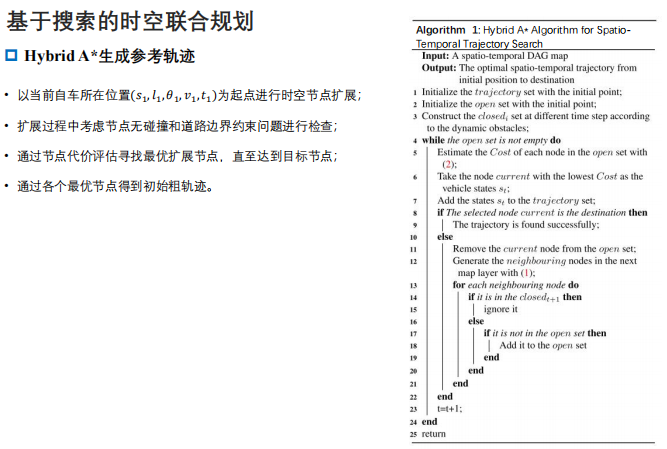 基于搜索的时空联合规划
Hybrid A*生成参考轨迹
• 以当前自车所在位置(s₁,l₁,θ₁,v₁,t₁)为起点进行时空节点扩展；
• 扩展过程中考虑节点无碰撞和道路边界约束问题进行检查；
• 通过节点代价评估寻找最优扩展节点，直至达到目标节点；
• 通过各个最优节点得到初始粗轨迹。
Algorithm 1: Hybrid A* Algorithm for Spatio-
Temporal Trajectory Search
Input: A spatio-temporal DAG map
Output: The optimal spatio-temporal trajectory from
initial position to destination
1 Initialize the trajectory set with the initial point;
2 Initialize the open set with the initial point;
3 Construct the closedᵢ set at different time step according
to the dynamic obstacles;
4 while the open set is not empty do
5 Estimate the Cost of each node in the open set with
(2);
6 Take the node current with the lowest Cost as the
vehicle states sₜ;
7 Add the states sₜ to the trajectory set;
8 if The selected node current is the destination then
9 The trajectory is found successfully;
10 else
11 Remove the current node from the open set;
12 Generate the neighbouring nodes in the next
map layer with (1);
13 for each neighbouring node do
14 if it is in the closedₜ₊₁ then
15 ignore it
16 else
17 if it is not in the open set then
18 Add it to the open set
19 end
20 end
21 end
22 end
23 t=t+1;
24 end
25 return